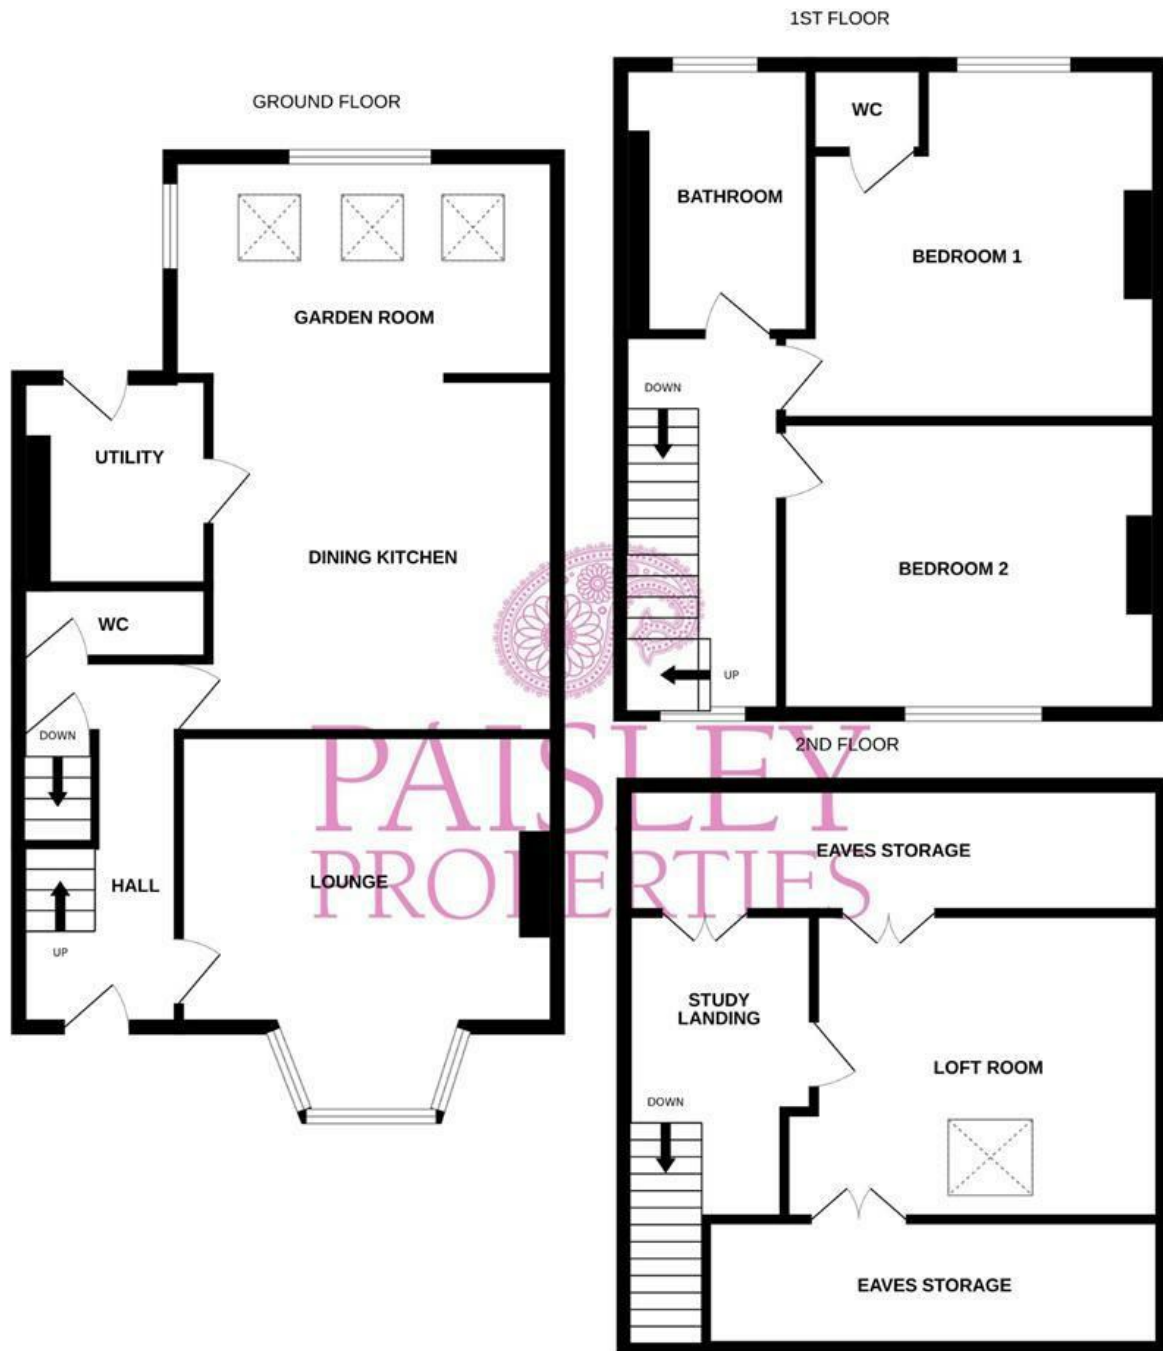 GROUND FLOOR
GARDEN ROOM
UTILITY
DINING KITCHEN
WC
DOWN
HALL
LOUNGE
UP
1ST FLOOR
WC
BATHROOM
BEDROOM 1
DOWN
BEDROOM 2
UP
2ND FLOOR
EAVES STORAGE
STUDY
LANDING
LOFT ROOM
DOWN
EAVES STORAGE
PAISLEY
PROPERTIES